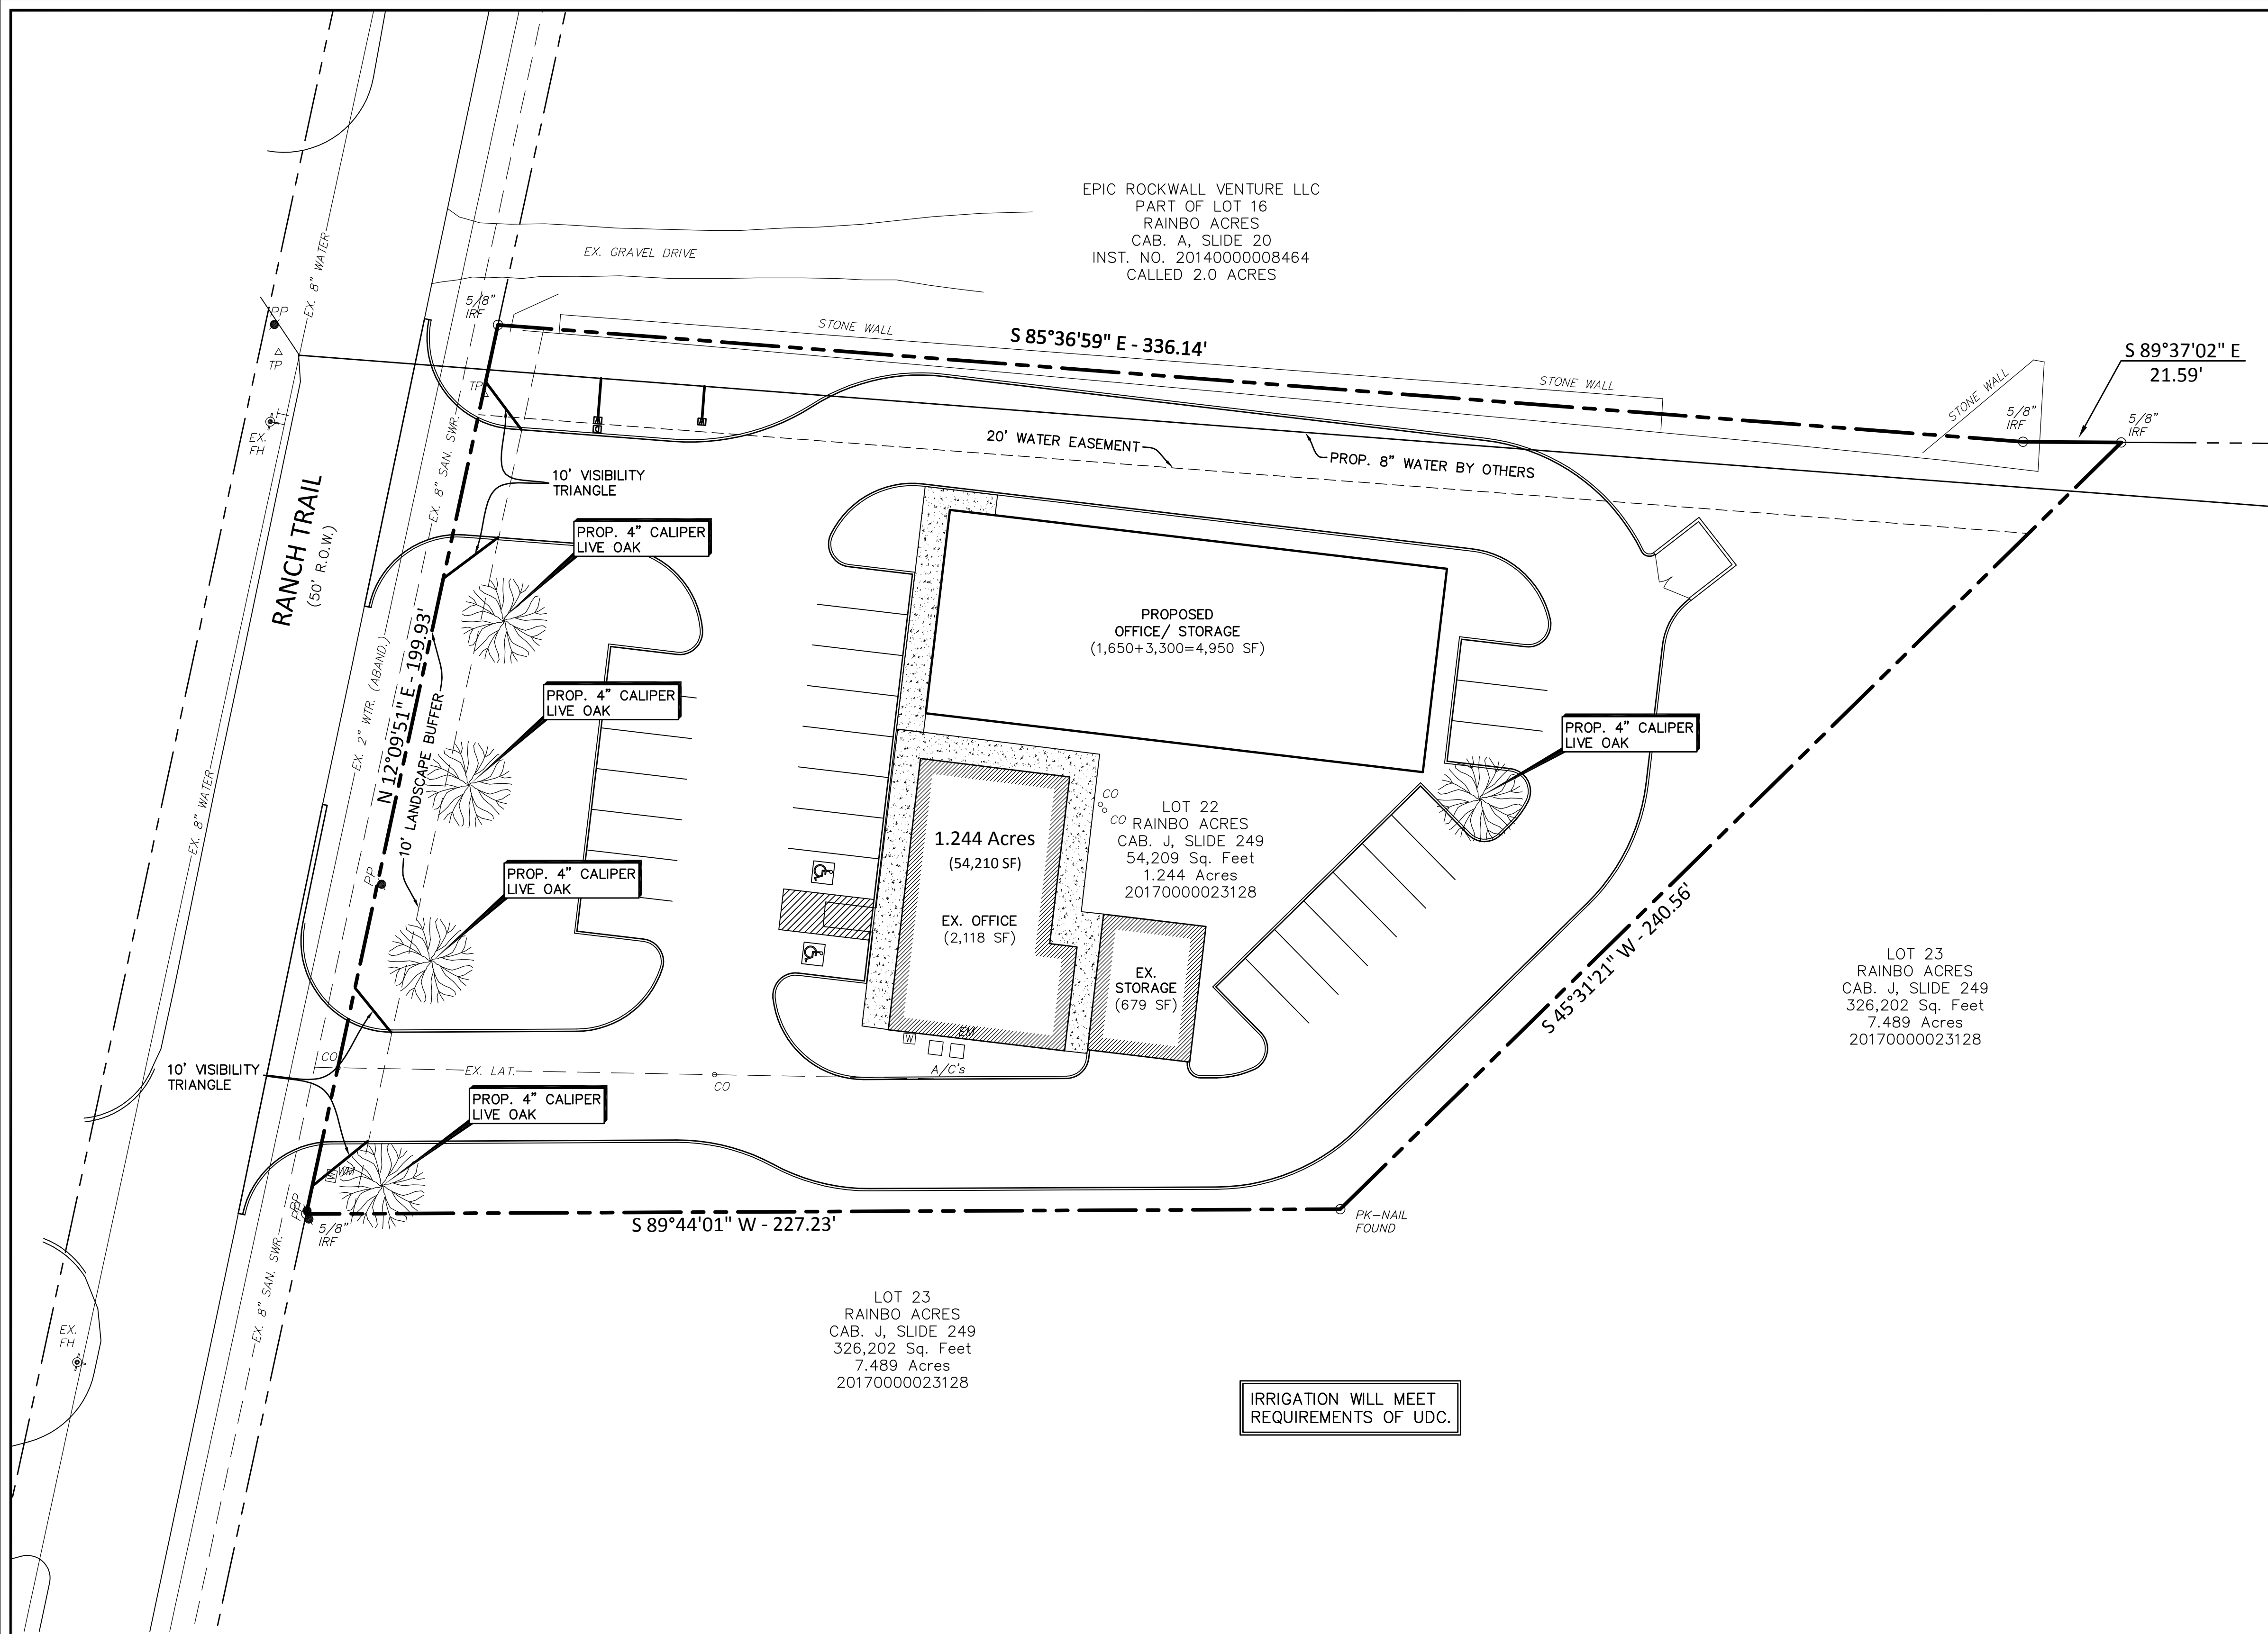 EPIC ROCKWALL VENTURE LLC
PART OF LOT 16
RAINBO ACRES
CAB. A, SLIDE 20
INST. NO. 20140000008464
CALLED 2.0 ACRES
EX. 8" WATER
EX. GRAVEL DRIVE
5/8"
IRF
PP
TP
EX.
FH
TP
STONE WALL
S 85°36'59" E - 336.14'
STONE WALL
STONE WALL
5/8"
IRF
S 89°37'02" E
21.59'
5/8"
IRF
20' WATER EASEMENT
PROP. 8" WATER BY OTHERS
EX. 8" SAN. SWR.
10' VISIBILITY
TRIANGLE
RANCH TRAIL
(50' R.O.W.)
PROP. 4" CALIPER
LIVE OAK
PROP. 4" CALIPER
LIVE OAK
PROP. 4" CALIPER
LIVE OAK
PROP. 4" CALIPER
LIVE OAK
EX. 2" WTR. (ABAND.)
N 12°09'51" E - 199.93'
10' LANDSCAPE BUFFER
EX. 8" WATER
PP
PROPOSED
OFFICE/ STORAGE
(1,650+3,300=4,950 SF)
1.244 Acres
(54,210 SF)
EX. OFFICE
(2,118 SF)
CO
CO
LOT 22
RAINBO ACRES
CAB. J, SLIDE 249
54,209 Sq. Feet
1.244 Acres
20170000023128
EX.
STORAGE
(679 SF)
W
EM
A/C's
S 45°31'21" W - 240.56'
LOT 23
RAINBO ACRES
CAB. J, SLIDE 249
326,202 Sq. Feet
7.489 Acres
20170000023128
10' VISIBILITY
TRIANGLE
CO
EX. LAT.
CO
PROP. 4" CALIPER
LIVE OAK
W
WM
PP
PP
5/8"
IRF
S 89°44'01" W - 227.23'
PK-NAIL
FOUND
EX. 8" SAN. SWR.
EX.
FH
LOT 23
RAINBO ACRES
CAB. J, SLIDE 249
326,202 Sq. Feet
7.489 Acres
20170000023128
IRRIGATION WILL MEET
REQUIREMENTS OF UDC.